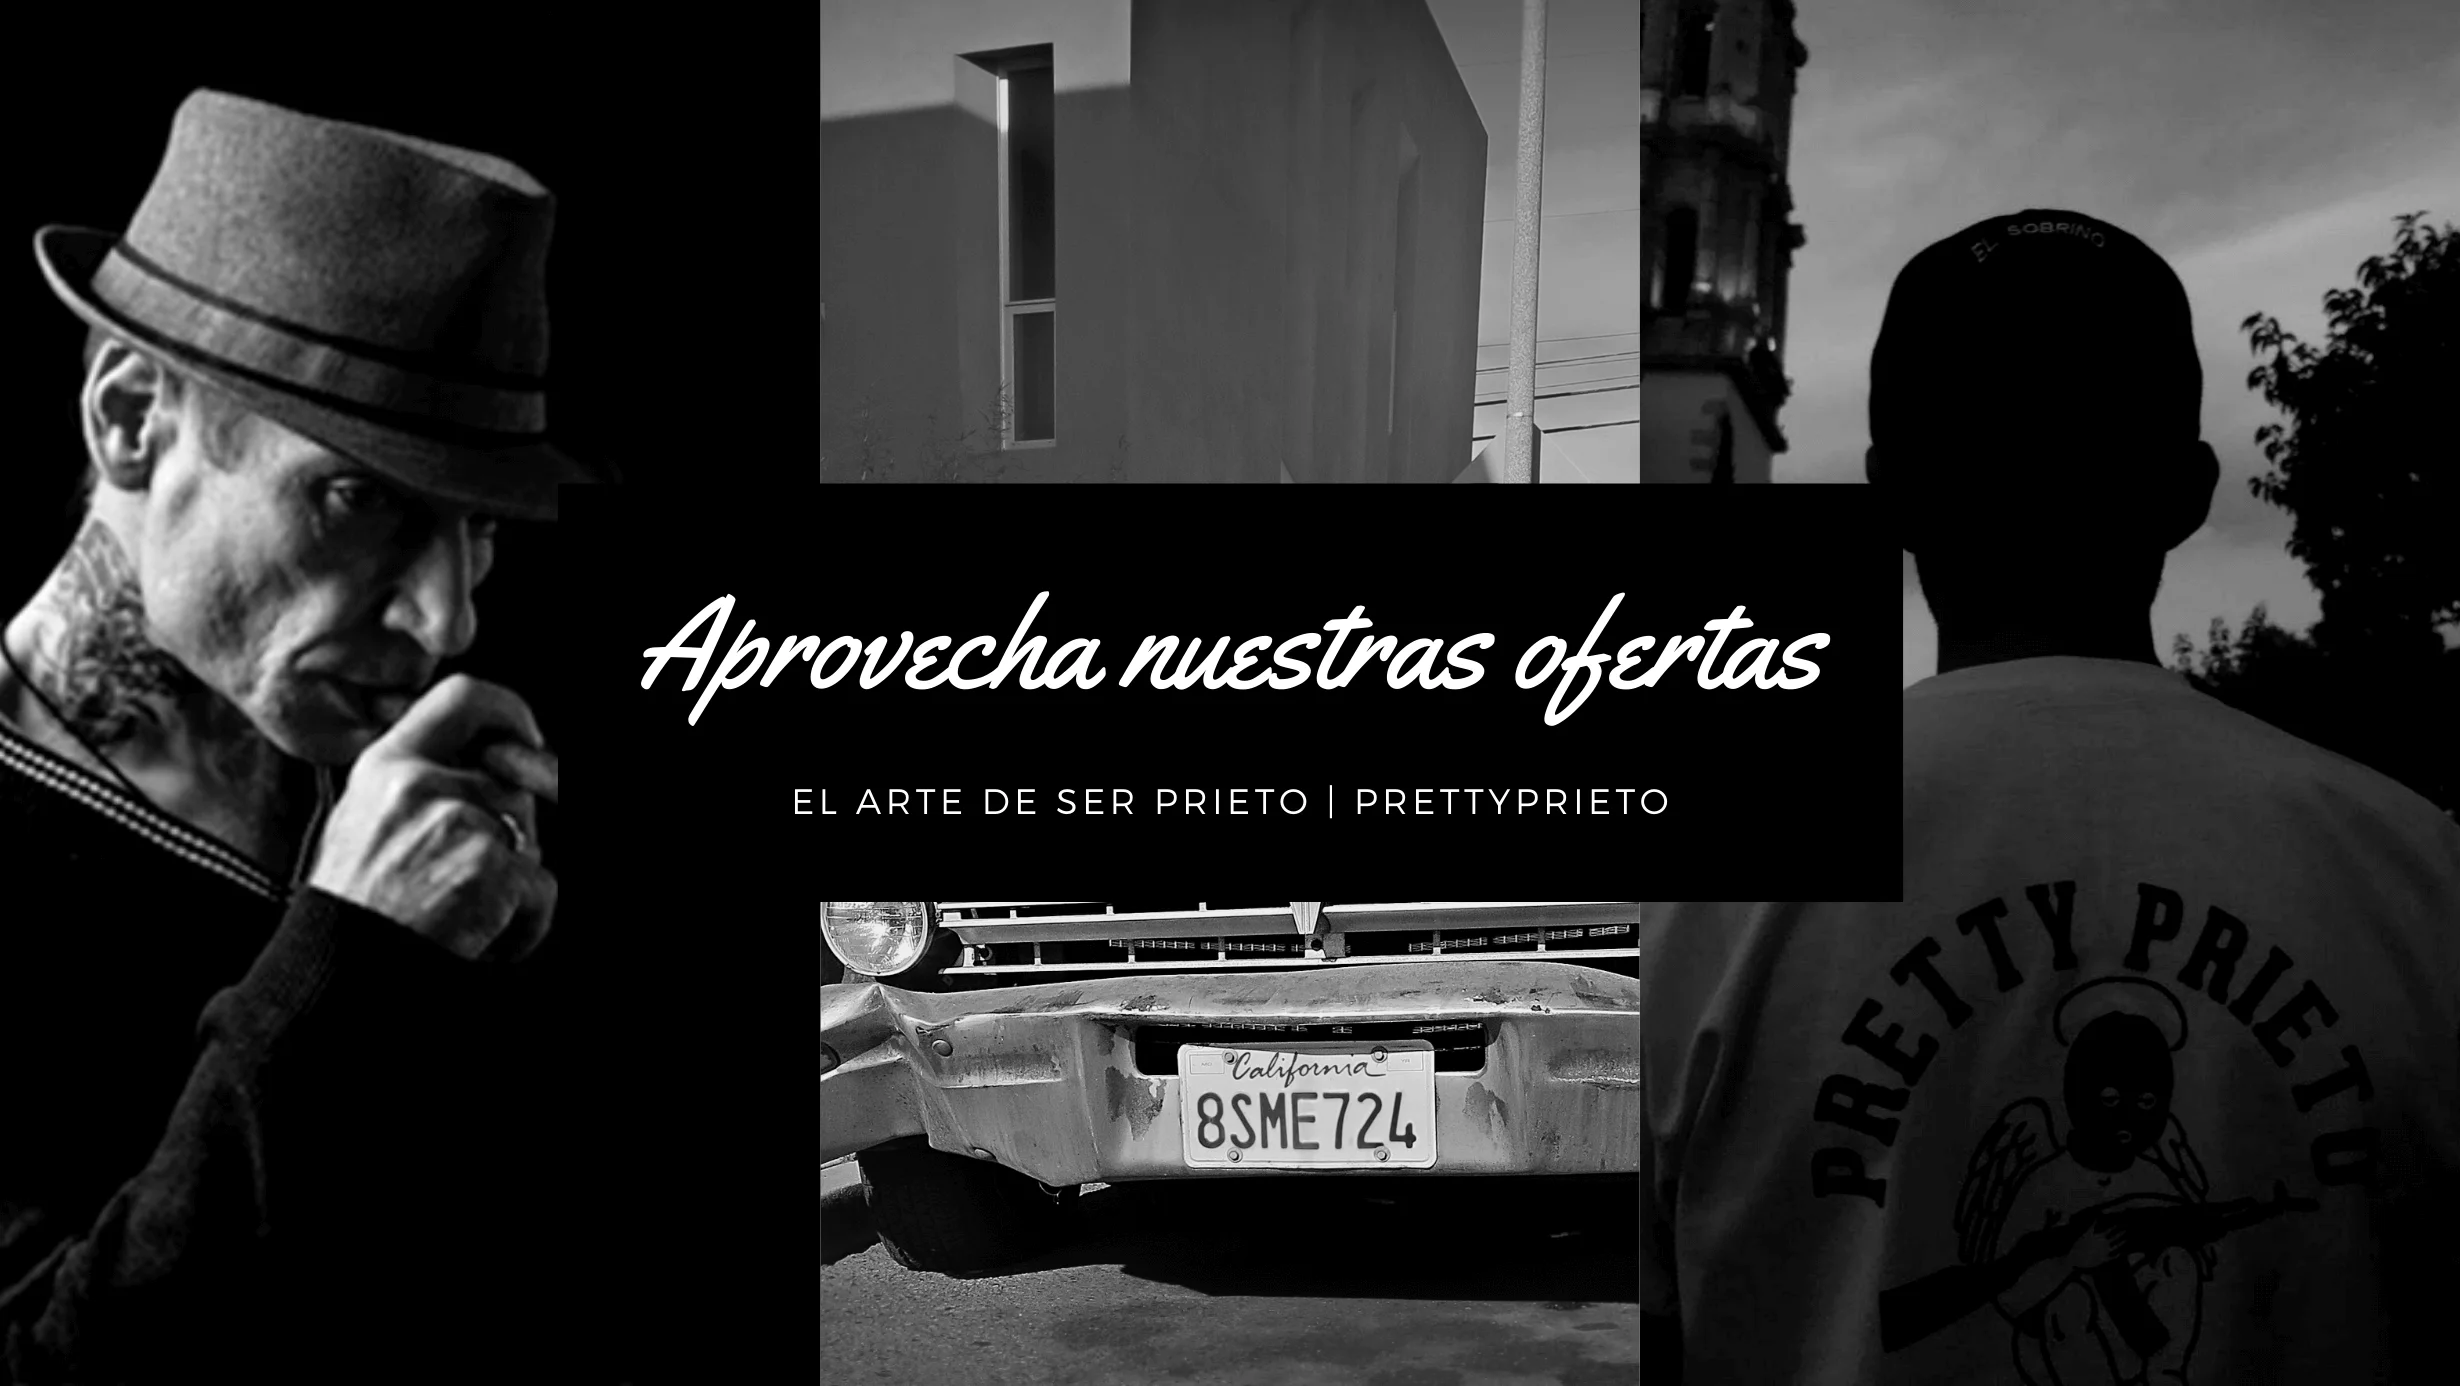 EL SOBRINO
Aprovecha nuestras ofertas
EL ARTE DE SER PRIETO | PRETTYPRIETO
PRETTY PRIETO
California
8SME724